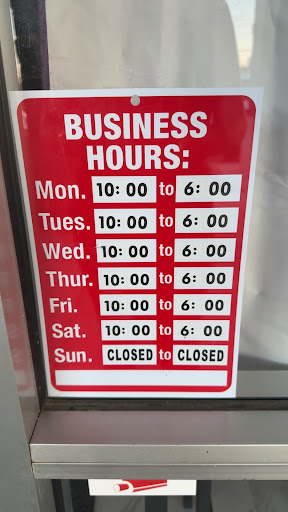 BUSINESS
HOURS:
Mon. 10:00 to 6:00
Tues. 10:00 to 6:00
Wed. 10:00 to 6:00
Thur. 10:00 to 6:00
Fri. 10:00 to 6:00
Sat. 10:00 to 6:00
Sun. CLOSED to CLOSED